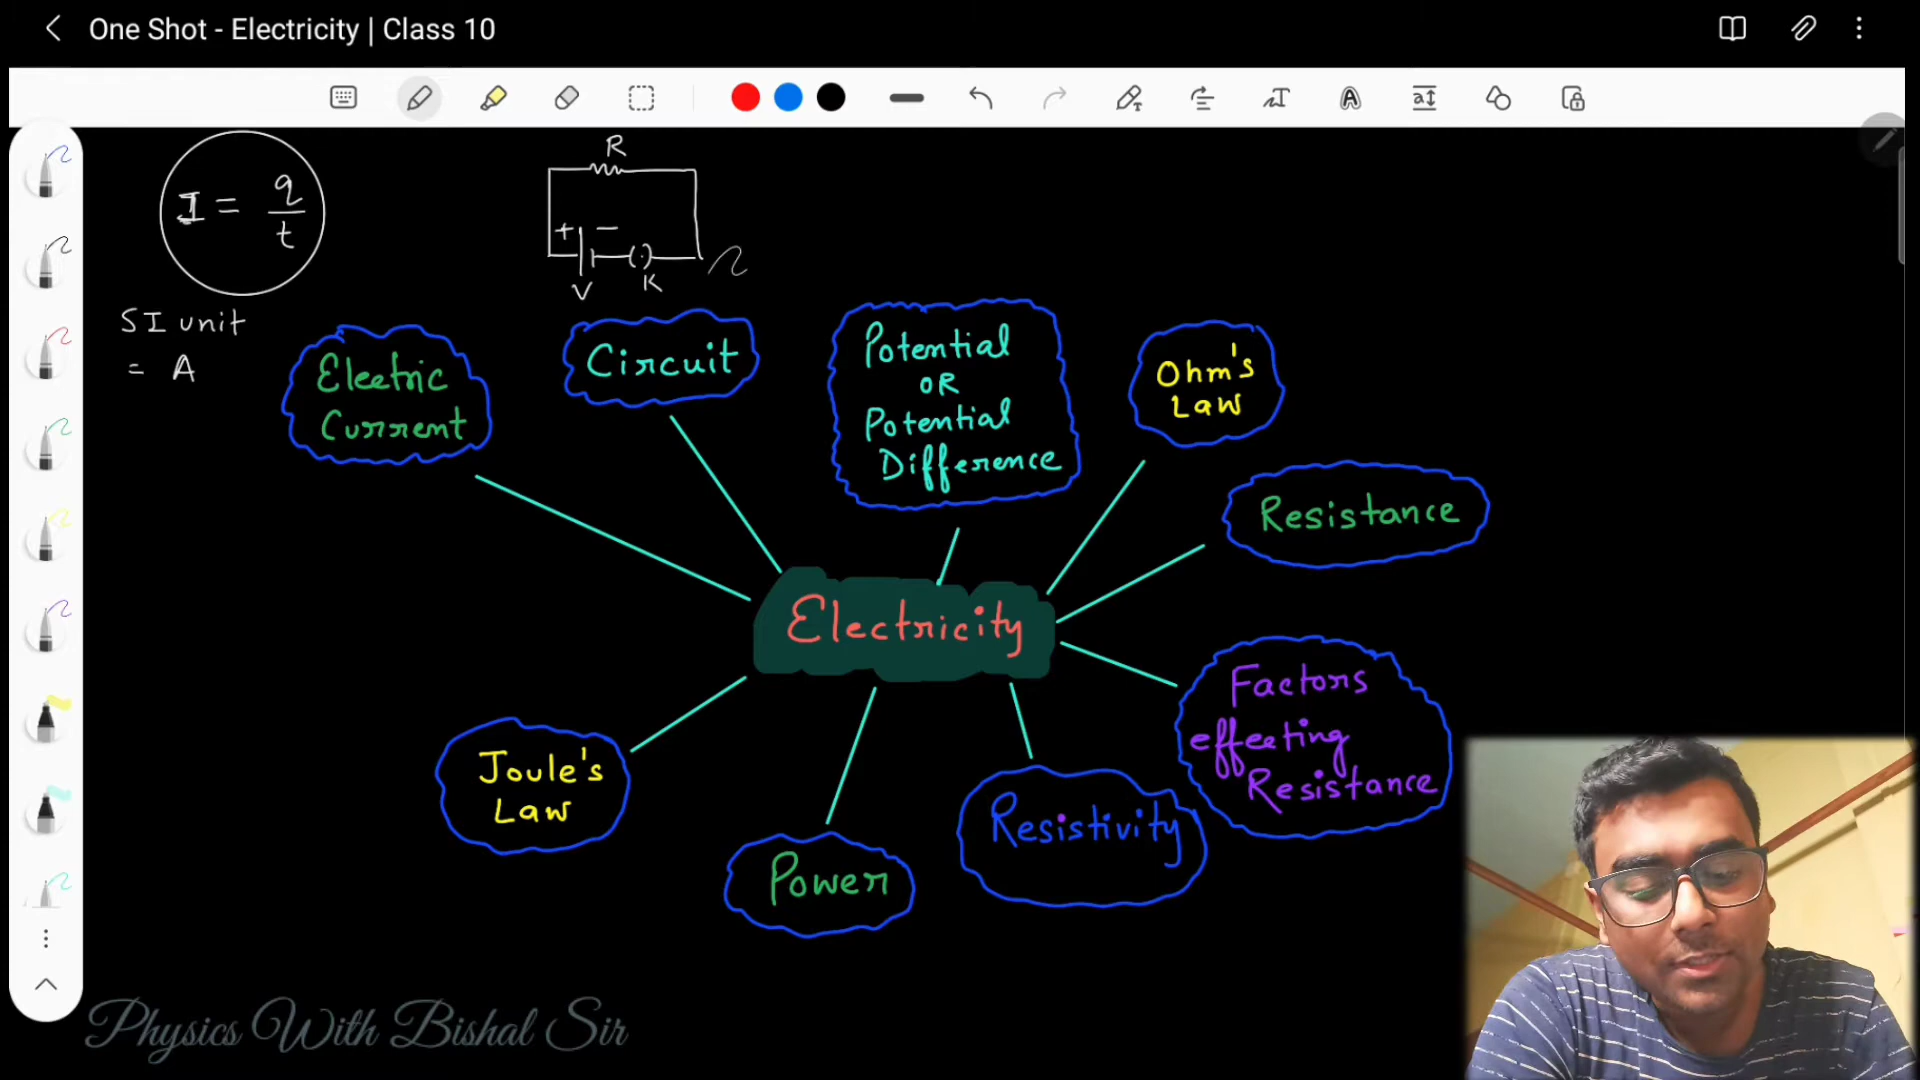 One Shot - Electricity | Class 10
I = q
t
SI unit
= A
R
+ -
V K
Electric
Current
Circuit
Potential
OR
Potential
Difference
Ohm's
Law
Resistance
Electricity
Factors
effecting
Resistance
Joule's
Law
Power
Resistivity
Physics With Bishal Sir